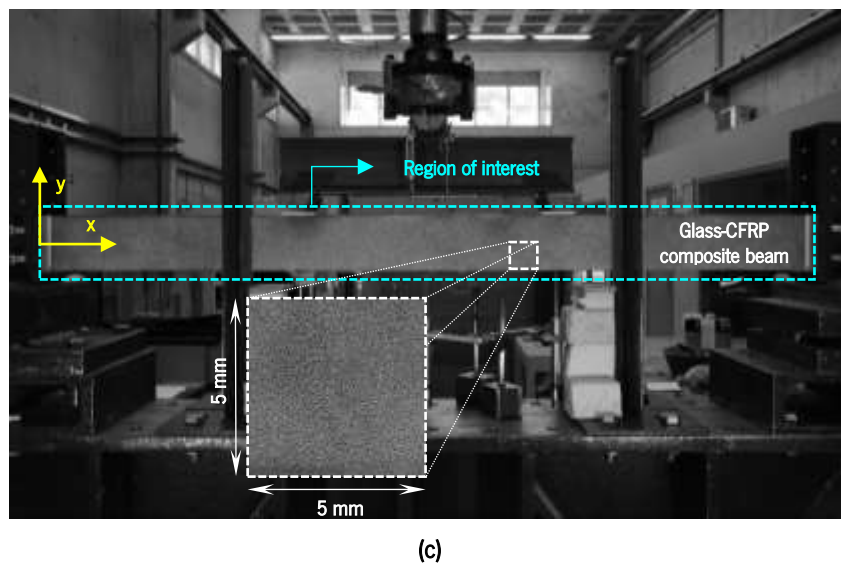 Region of interest
y
x
Glass-CFRP
composite beam
5 mm
5 mm
(c)